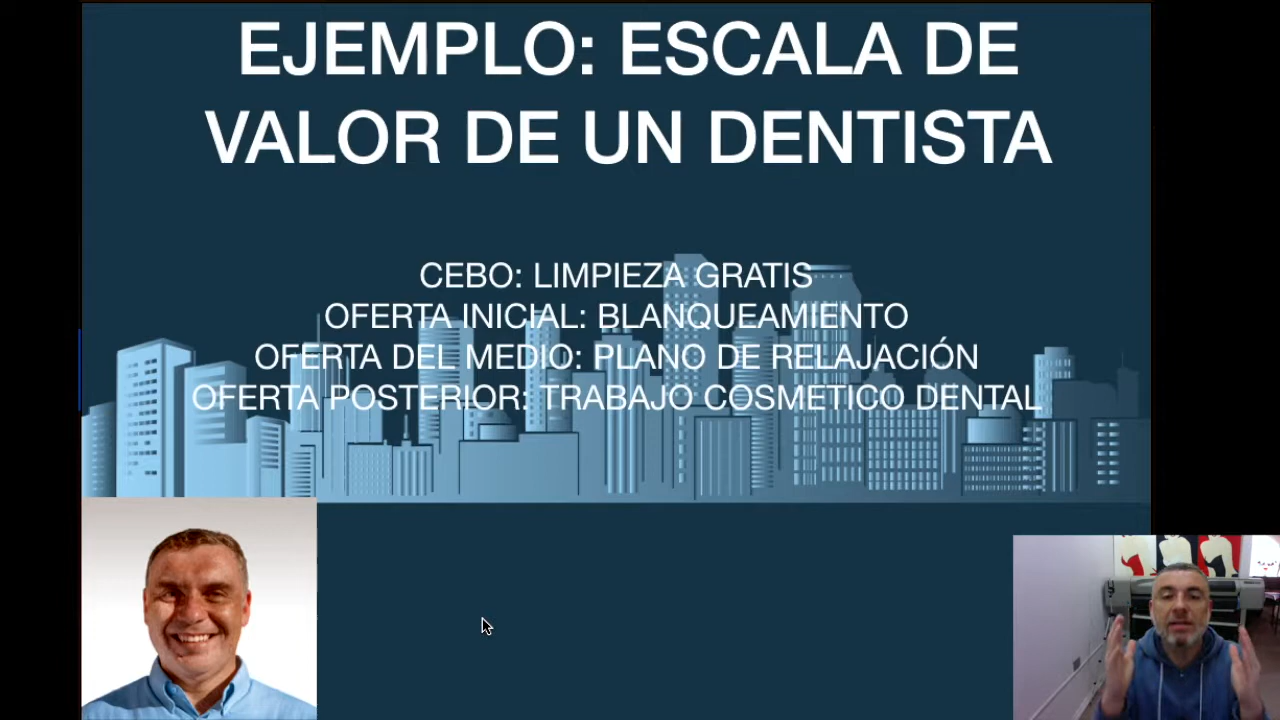 EJEMPLO: ESCALA DE
VALOR DE UN DENTISTA
CEBO: LIMPIEZA GRATIS
OFERTA INICIAL: BLANQUEAMIENTO
OFERTA DEL MEDIO: PLANO DE RELAJACIÓN
OFERTA POSTERIOR: TRABAJO COSMETICO DENTAL